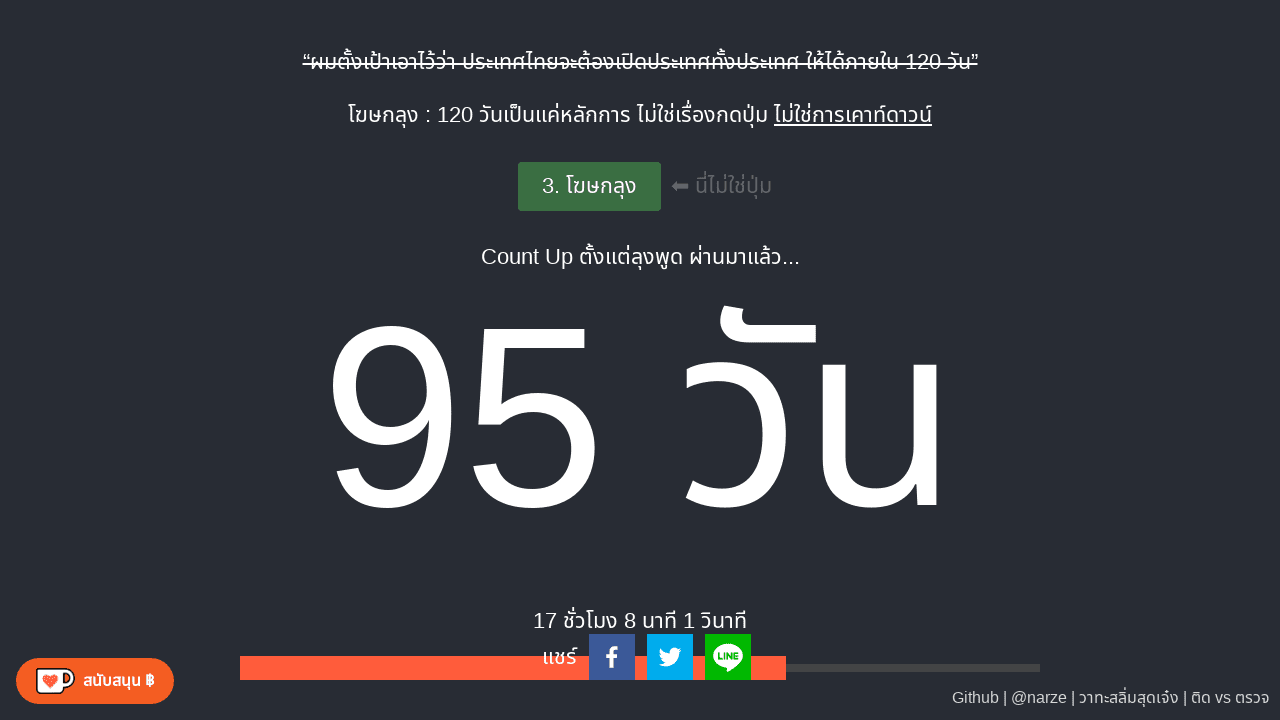 “ผมตั้งเป้าเอาไว้ว่า ประเทศไทยจะต้องเปิดประเทศทั้งประเทศ ให้ได้ภายใน 120 วัน”
โฆษกลุง : 120 วันเป็นแค่หลักการ ไม่ใช่เรื่องกดปุ่ม ไม่ใช่การเคาท์ดาวน์
3. โฆษกลุง ⬅ นี่ไม่ใช่ปุ่ม
Count Up ตั้งแต่ลุงพูด ผ่านมาแล้ว...
95 วัน
17 ชั่วโมง 8 นาที 1 วินาที
แชร์ LINE
สนับสนุน ฿
Github | @narze | วาทะสลิ่มสุดเจ๋ง | ติด vs ตรวจ